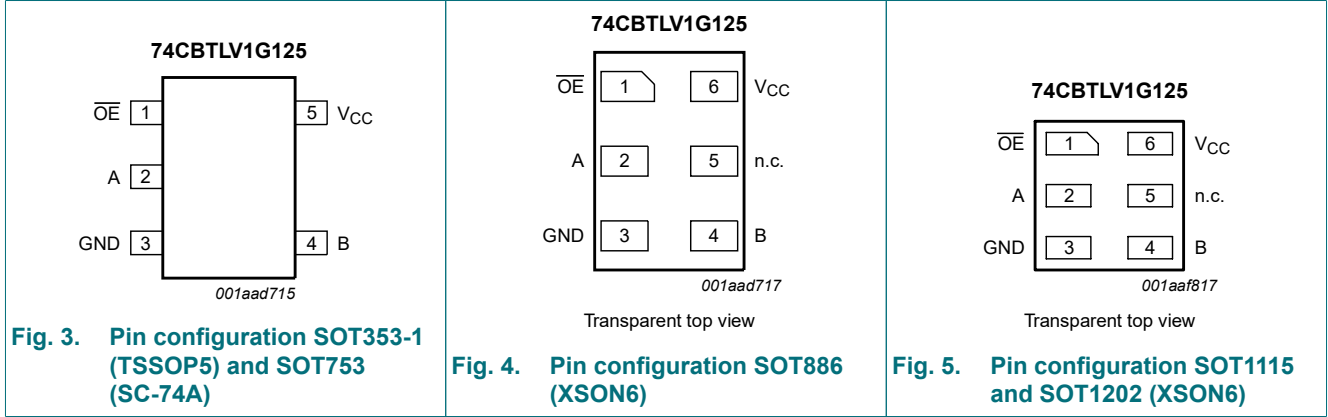 74CBTLV1G125
OE 1 5 VCC
A 2
GND 3 4 B
001aad715
Fig. 3. Pin configuration SOT353-1
(TSSOP5) and SOT753
(SC-74A)
74CBTLV1G125
OE 1 6 VCC
A 2 5 n.c.
GND 3 4 B
001aad717
Transparent top view
Fig. 4. Pin configuration SOT886
(XSON6)
74CBTLV1G125
OE 1 6 VCC
A 2 5 n.c.
GND 3 4 B
001aaf817
Transparent top view
Fig. 5. Pin configuration SOT1115
and SOT1202 (XSON6)